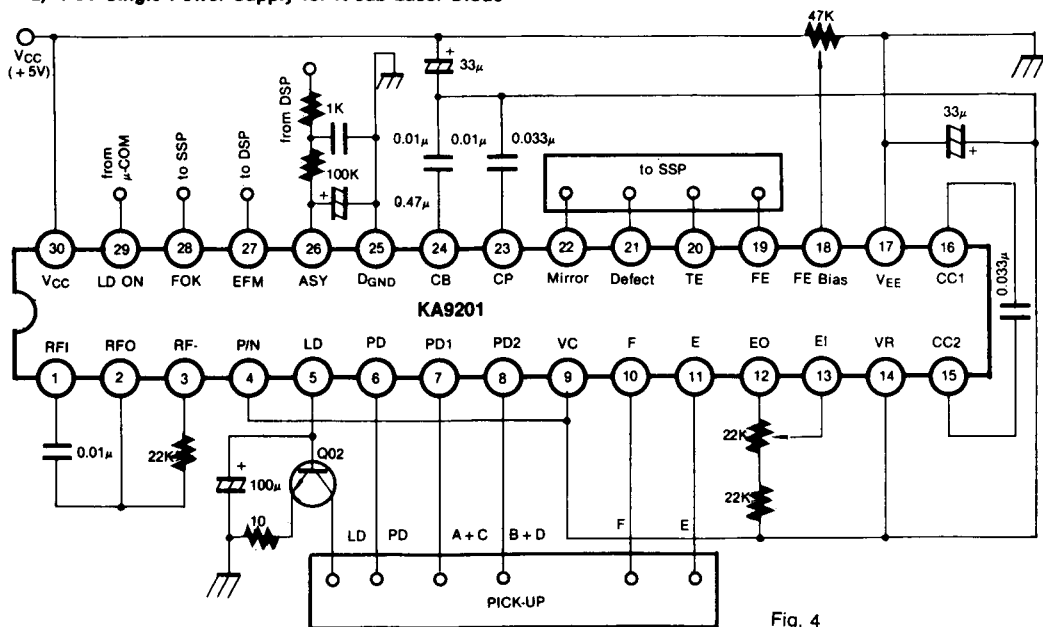 +5V Single Power Supply for N-sub Laser Diode
VCC
(+5V)
47K
33μ
from DSP
1K
100K
0.47μ
0.01μ
0.01μ
0.033μ
33μ
from
μ-COM
to SSP
to DSP
to SSP
30 29 28 27 26 25 24 23 22 21 20 19 18 17 16
VCC LD ON FOK EFM ASY DGND CB CP Mirror Defect TE FE FE Bias VEE CC1
0.033μ
KA9201
RFI RFO RF- P/N LD PD PD1 PD2 VC F E EO EI VR CC2
1 2 3 4 5 6 7 8 9 10 11 12 13 14 15
0.01μ
22K
Q02
+
100μ
10
22K
22K
LD PD A+C B+D F E
PICK-UP
Fig. 4